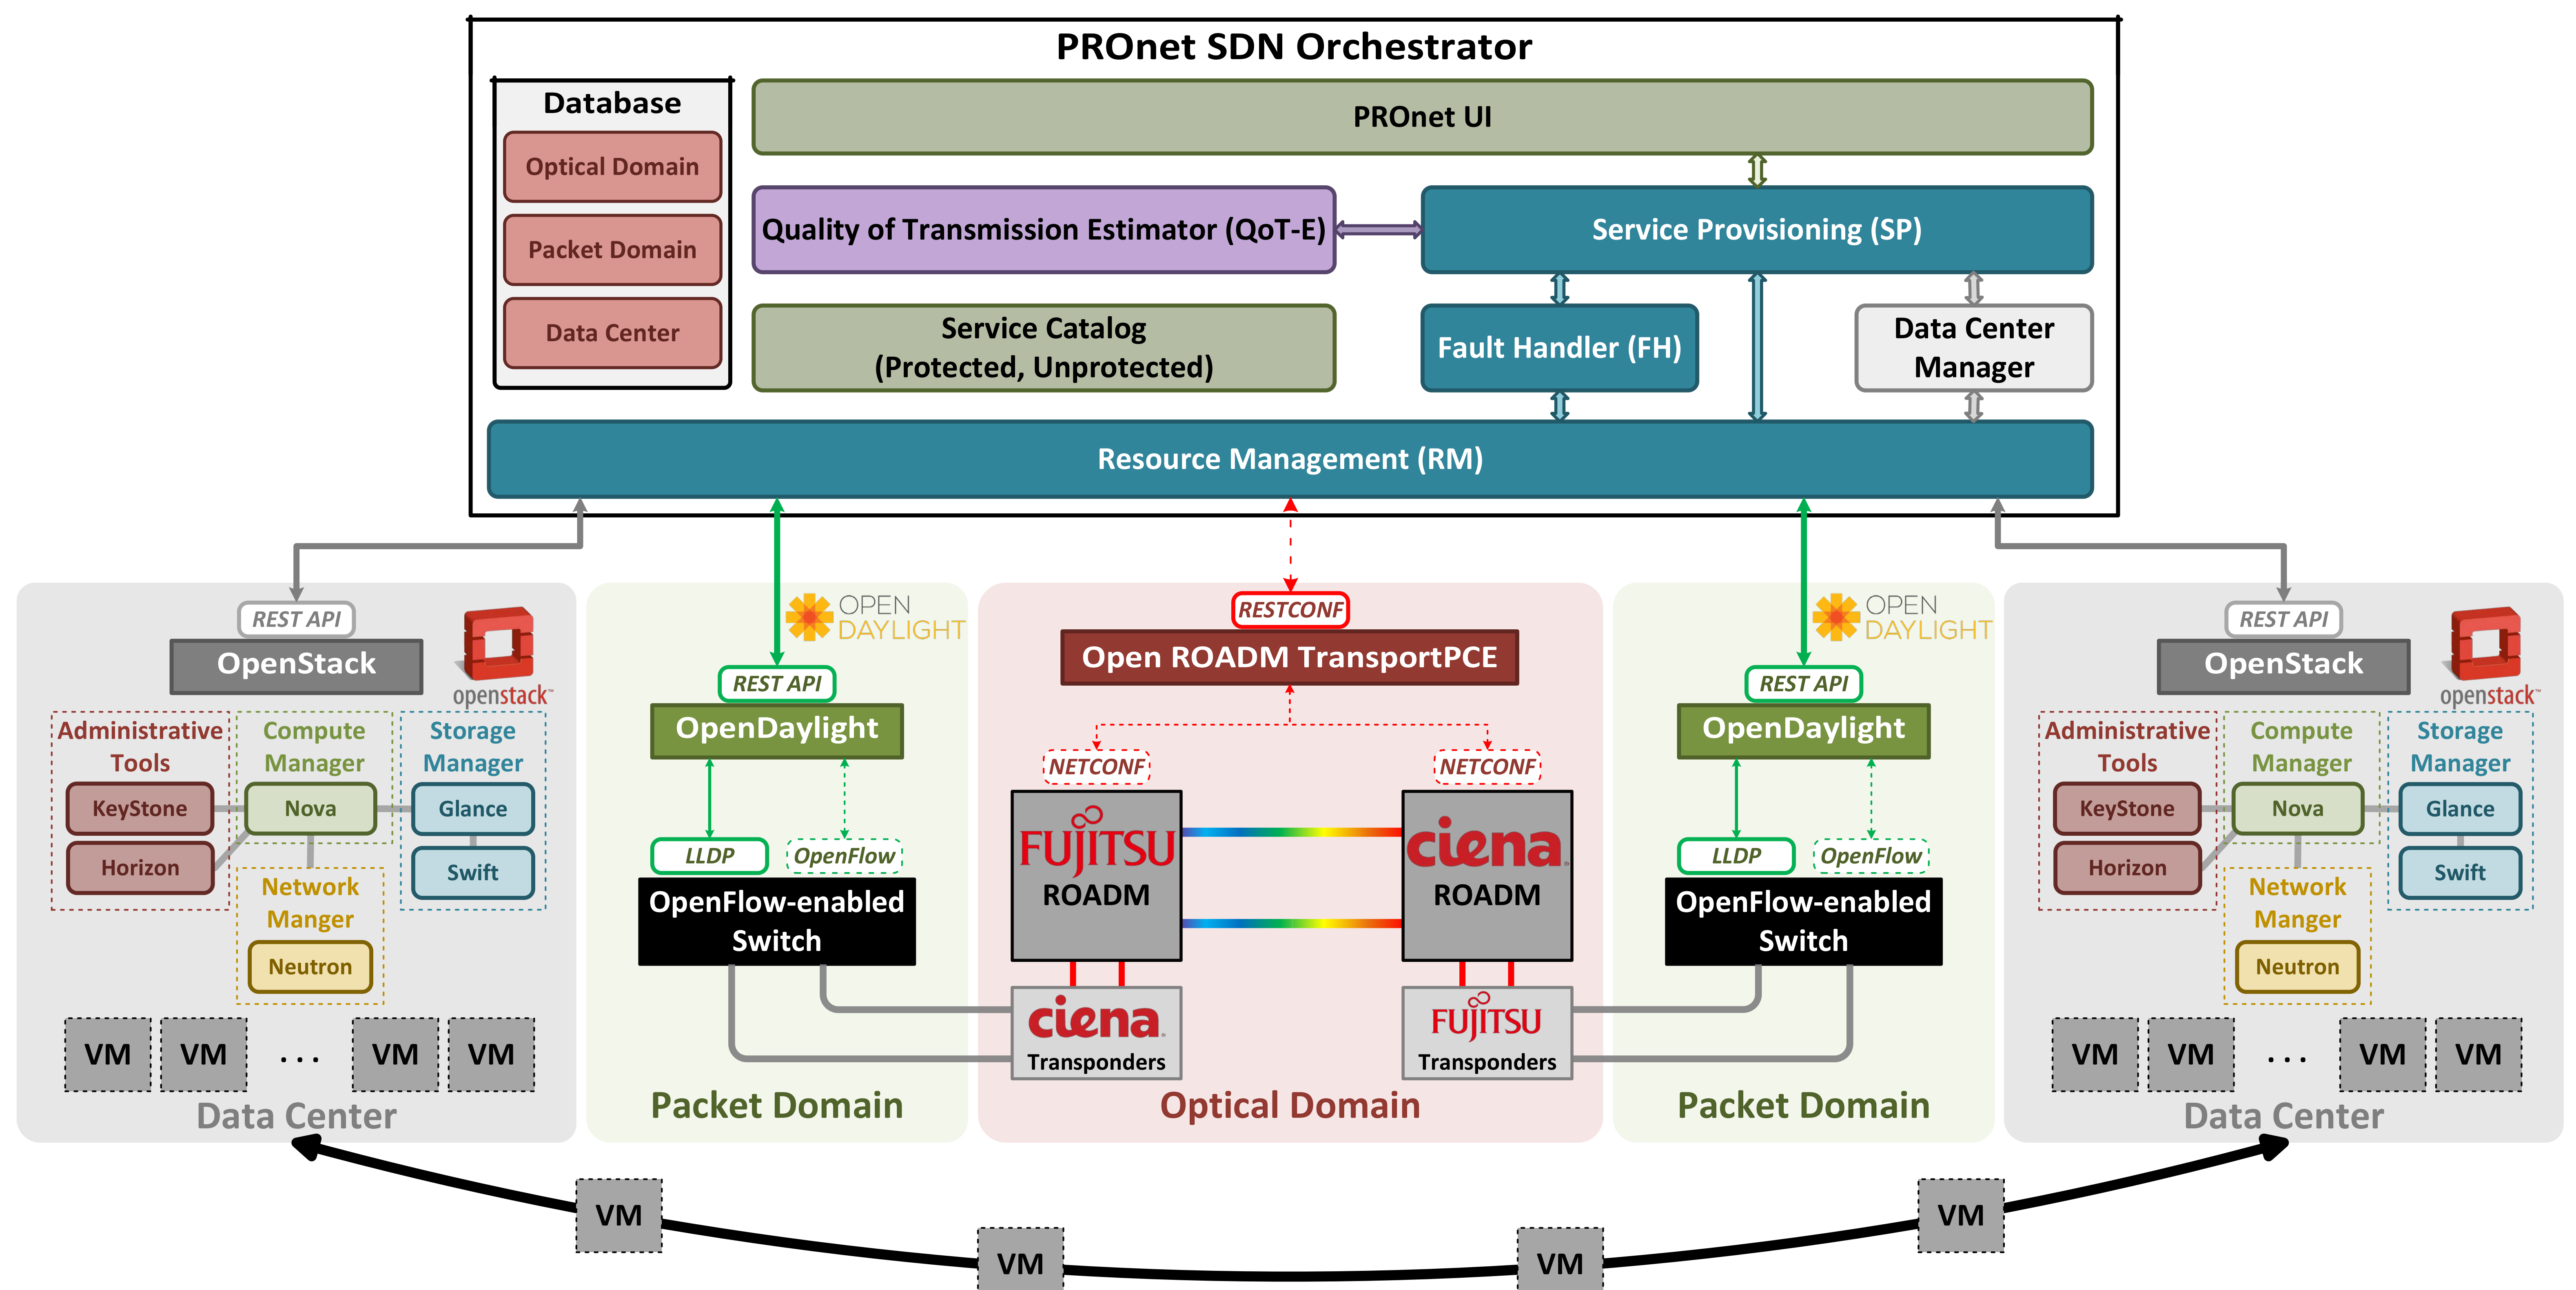 PROnet SDN Orchestrator
Database
Optical Domain
Packet Domain
Data Center
PROnet UI
Quality of Transmission Estimator (QoT-E)
Service Provisioning (SP)
Service Catalog
(Protected, Unprotected)
Fault Handler (FH)
Data Center
Manager
Resource Management (RM)
REST API
OpenStack
openstack™
Administrative
Tools
KeyStone
Horizon
Compute
Manager
Nova
Storage
Manager
Glance
Swift
Network
Manger
Neutron
VM
VM
...
VM
VM
Data Center
OPEN
DAYLIGHT
REST API
OpenDaylight
LLDP
OpenFlow
OpenFlow-enabled
Switch
Packet Domain
RESTCONF
Open ROADM TransportPCE
NETCONF
NETCONF
FUJITSU
ROADM
ciena
ROADM
ciena
Transponders
FUJITSU
Transponders
Optical Domain
OPEN
DAYLIGHT
REST API
OpenDaylight
LLDP
OpenFlow
OpenFlow-enabled
Switch
Packet Domain
REST API
OpenStack
openstack™
Administrative
Tools
KeyStone
Horizon
Compute
Manager
Nova
Storage
Manager
Glance
Swift
Network
Manger
Neutron
VM
VM
...
VM
VM
Data Center
VM
VM
VM
VM